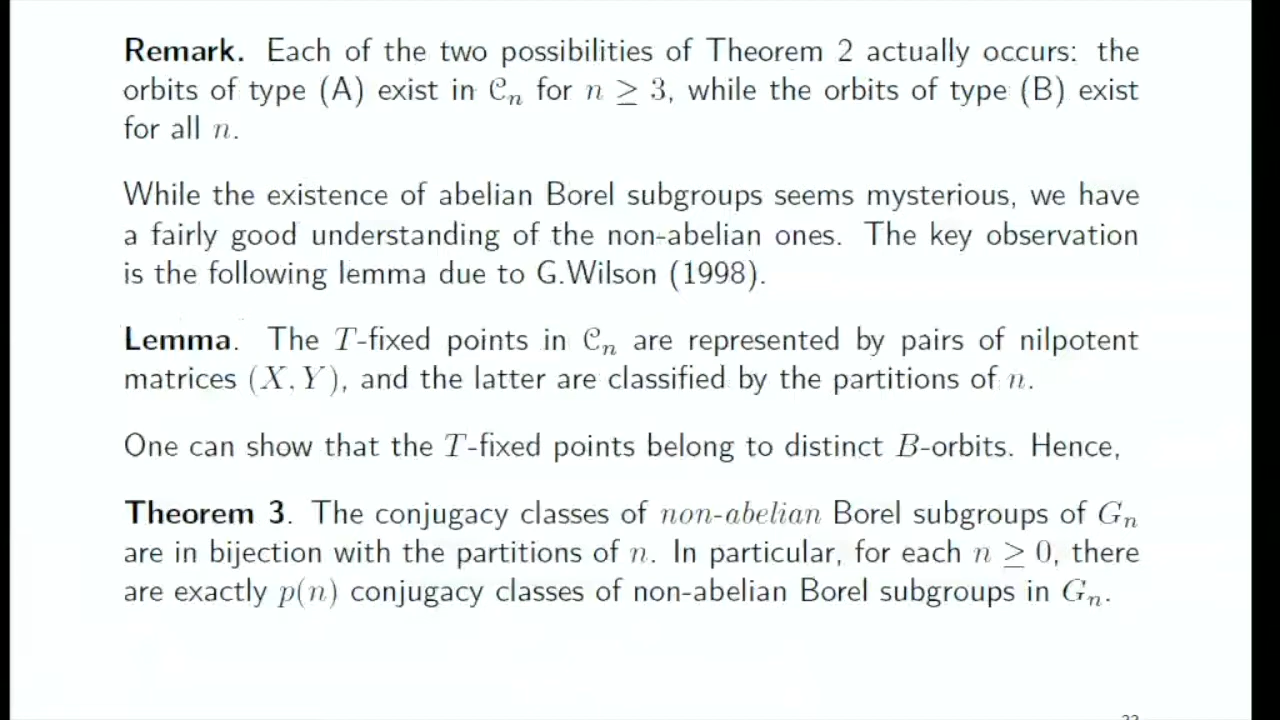 Remark. Each of the two possibilities of Theorem 2 actually occurs: the
orbits of type (A) exist in 𝒞ₙ for n ≥ 3, while the orbits of type (B) exist
for all n.
While the existence of abelian Borel subgroups seems mysterious, we have
a fairly good understanding of the non-abelian ones. The key observation
is the following lemma due to G.Wilson (1998).
Lemma. The T-fixed points in 𝒞ₙ are represented by pairs of nilpotent
matrices (X, Y), and the latter are classified by the partitions of n.
One can show that the T-fixed points belong to distinct B-orbits. Hence,
Theorem 3. The conjugacy classes of non-abelian Borel subgroups of Gₙ
are in bijection with the partitions of n. In particular, for each n ≥ 0, there
are exactly p(n) conjugacy classes of non-abelian Borel subgroups in Gₙ.